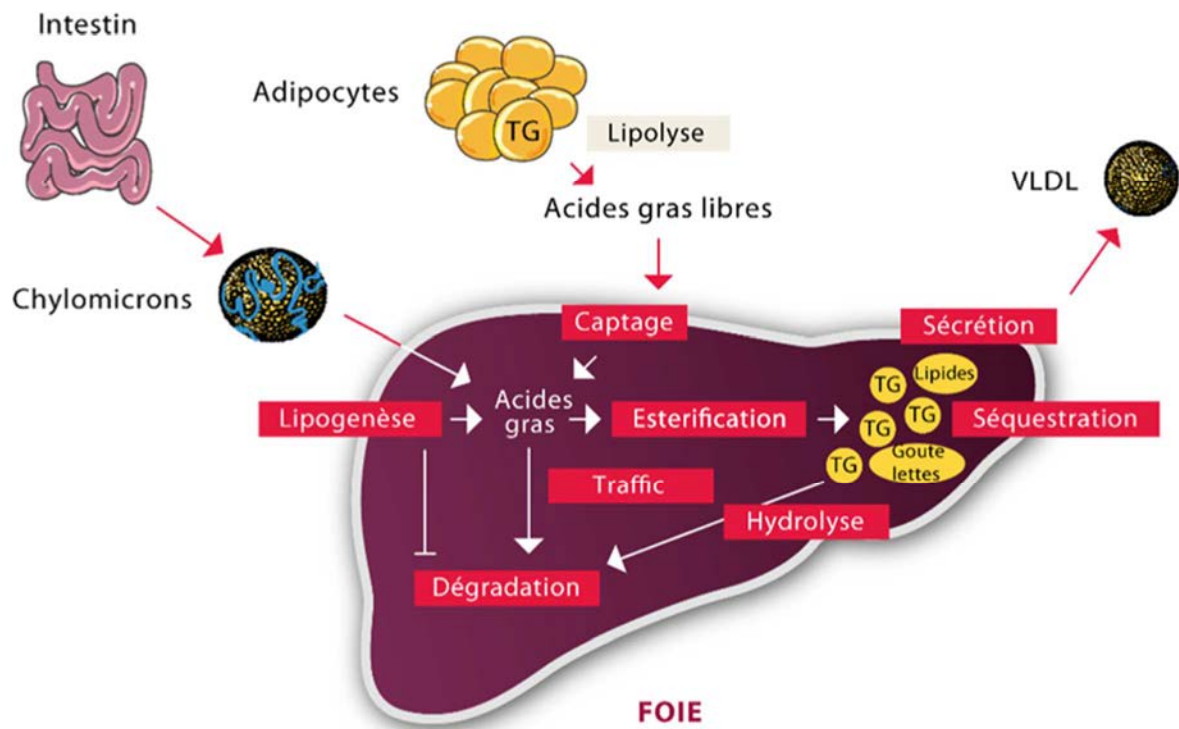 Intestin
Adipocytes
TG
Lipolyse
Acides gras libres
VLDL
Chylomicrons
Captage
Sécrétion
Lipogenèse
Acides
gras
Esterification
TG
Lipides
TG
TG
Séquestration
TG
Goute
lettes
Traffic
Hydrolyse
Dégradation
FOIE